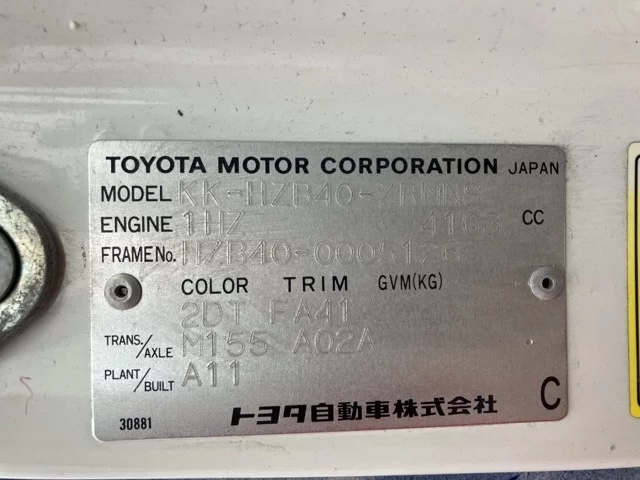 TOYOTA MOTOR CORPORATION JAPAN
MODEL KK-HZB40-ZRMNS
ENGINE 1HZ 4163 CC
FRAME No. HZB40-0005126
COLOR TRIM GVM(KG)
2DT FA41
TRANS./AXLE M155 A02A
PLANT/BUILT A11
30881 トヨタ自動車株式会社 C